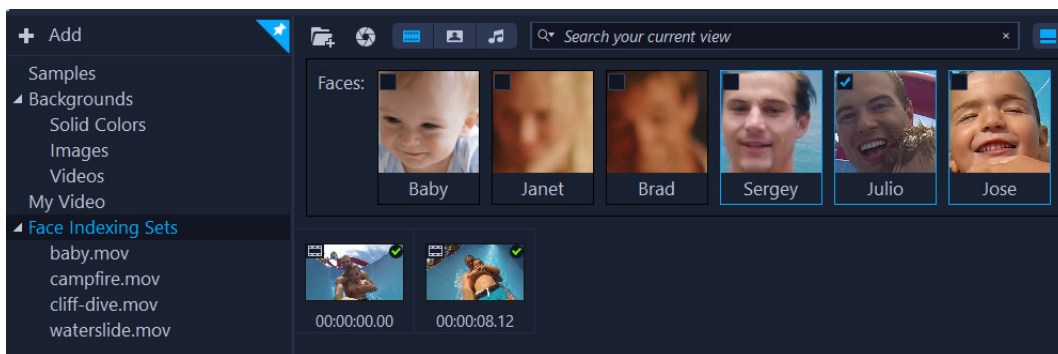 Add
Search your current view
Samples
Backgrounds
Solid Colors
Images
Videos
My Video
Face Indexing Sets
baby.mov
campfire.mov
cliff-dive.mov
waterslide.mov
Faces:
Baby Janet Brad Sergey Julio Jose
00:00:00.00 00:00:08.12